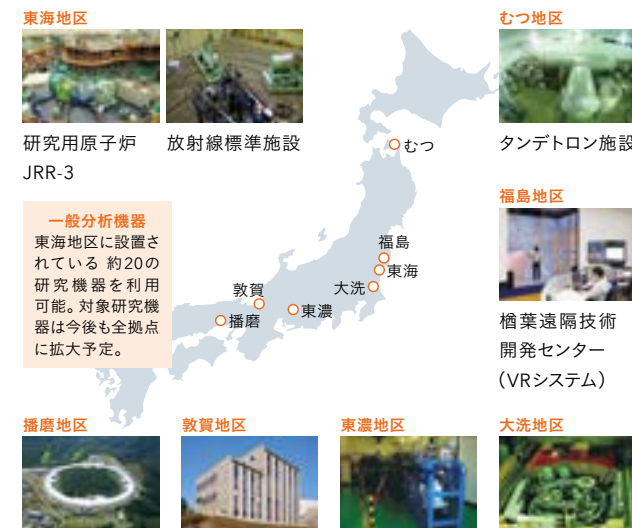 東海地区
研究用原子炉
JRR-3
放射線標準施設
一般分析機器
東海地区に設置さ
れている 約20の
研究機器を利用
可能。対象研究機
器は今後も全拠点
に拡大予定。
むつ
福島
東海
大洗
敦賀
東濃
播磨
むつ地区
タンデトロン施設
福島地区
楢葉遠隔技術
開発センター
（VRシステム）
播磨地区
敦賀地区
東濃地区
大洗地区